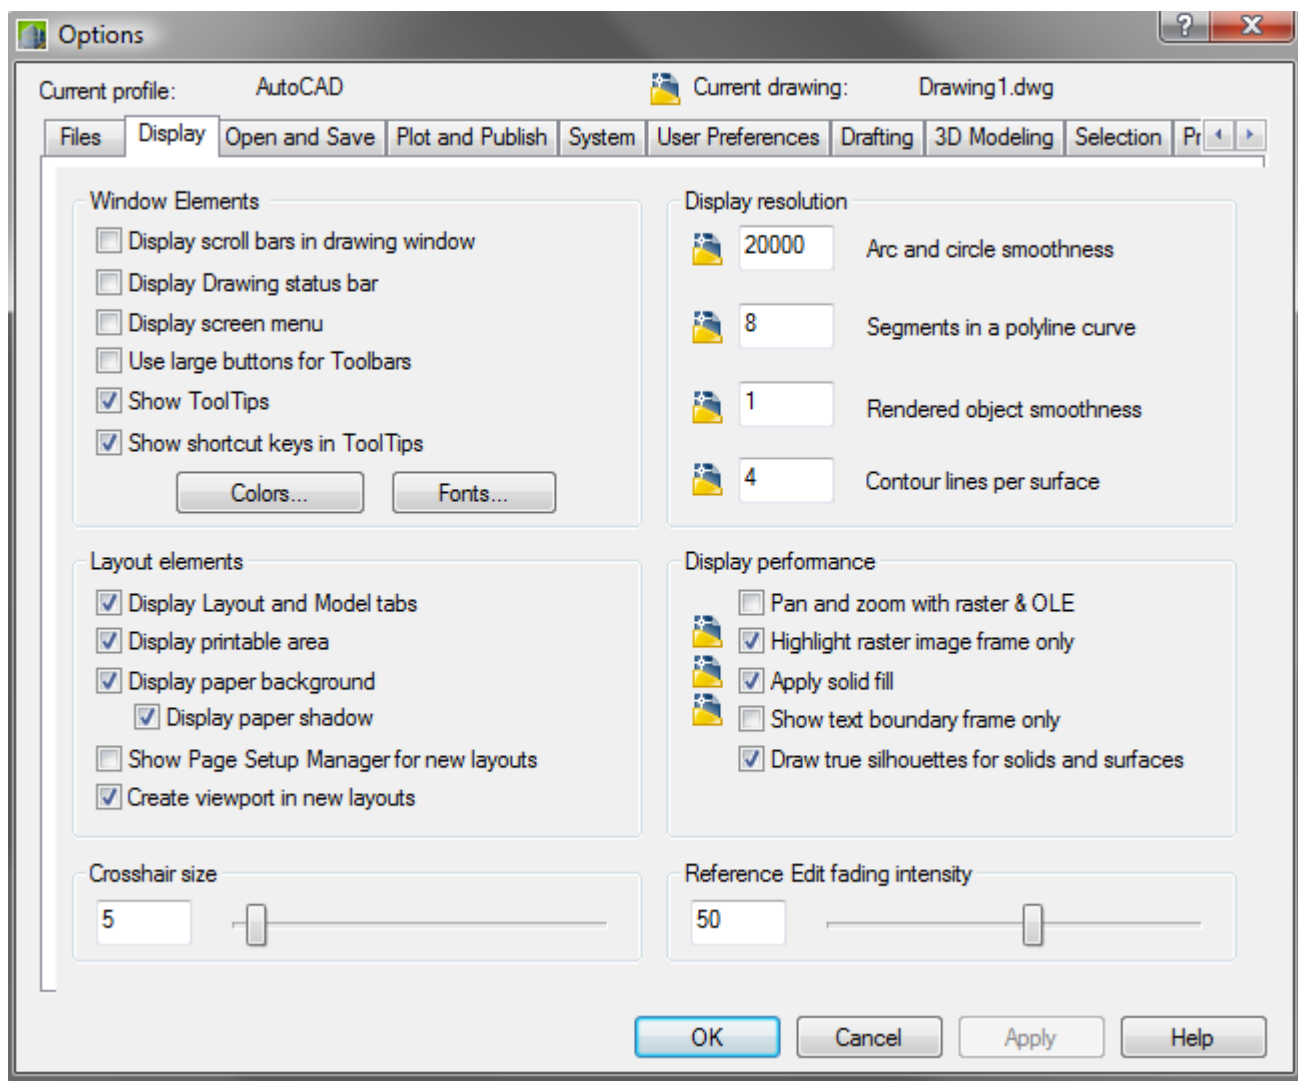 Options
Current profile: AutoCAD Current drawing: Drawing1.dwg
Files Display Open and Save Plot and Publish System User Preferences Drafting 3D Modeling Selection Pr
Window Elements
Display scroll bars in drawing window
Display Drawing status bar
Display screen menu
Use large buttons for Toolbars
Show ToolTips
Show shortcut keys in ToolTips
Colors... Fonts...
Display resolution
20000 Arc and circle smoothness
8 Segments in a polyline curve
1 Rendered object smoothness
4 Contour lines per surface
Layout elements
Display Layout and Model tabs
Display printable area
Display paper background
Display paper shadow
Show Page Setup Manager for new layouts
Create viewport in new layouts
Display performance
Pan and zoom with raster & OLE
Highlight raster image frame only
Apply solid fill
Show text boundary frame only
Draw true silhouettes for solids and surfaces
Crosshair size
5
Reference Edit fading intensity
50
OK Cancel Apply Help